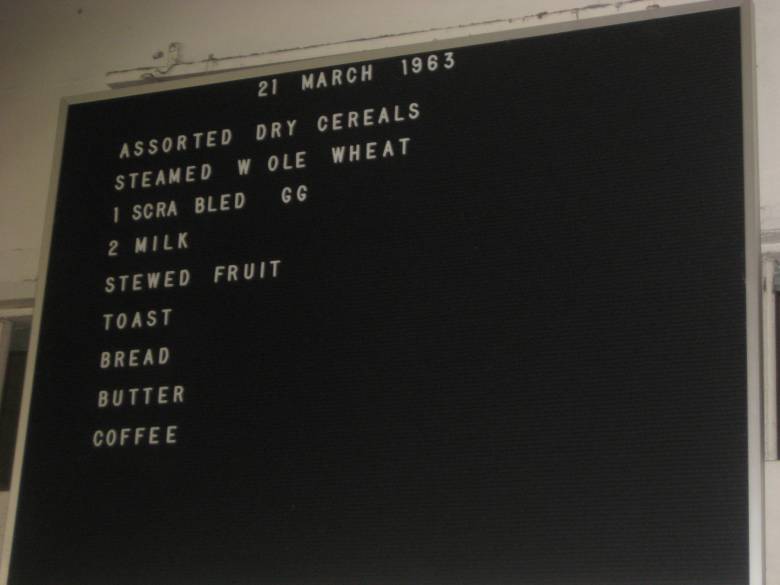 21 MARCH 1963
ASSORTED DRY CEREALS
STEAMED W OLE WHEAT
1 SCRA BLED GG
2 MILK
STEWED FRUIT
TOAST
BREAD
BUTTER
COFFEE